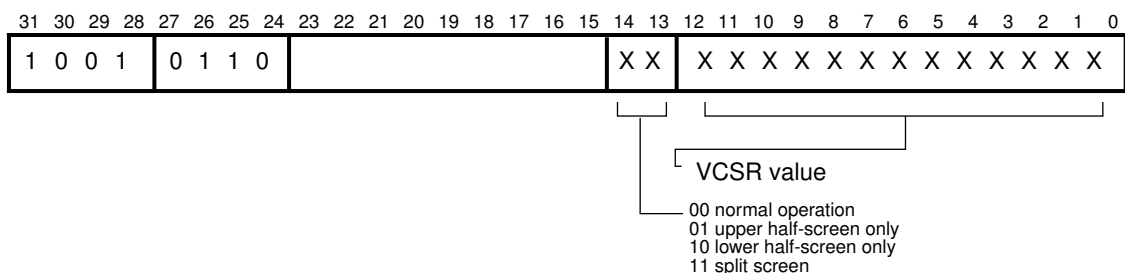 31 30 29 28 27 26 25 24 23 22 21 20 19 18 17 16 15 14 13 12 11 10 9 8 7 6 5 4 3 2 1 0
1 0 0 1 0 1 1 0 X X X X X X X X X X X X X X X
VCSR value
00 normal operation
01 upper half-screen only
10 lower half-screen only
11 split screen